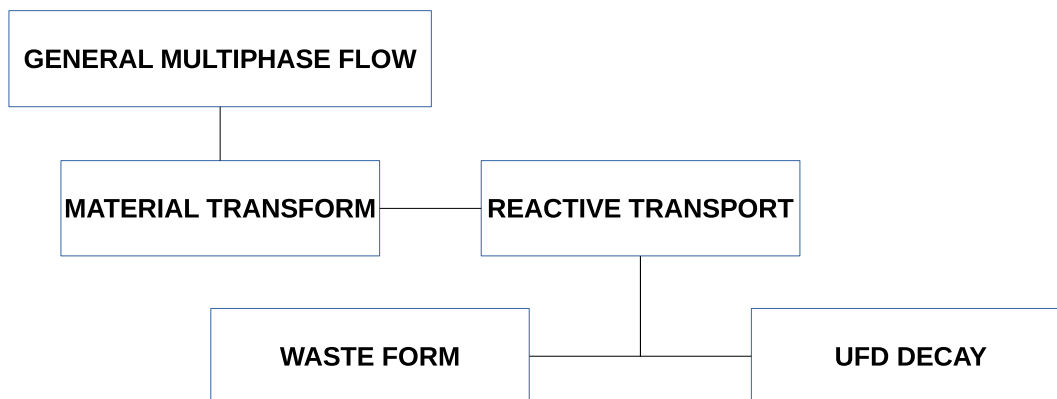 GENERAL MULTIPHASE FLOW
MATERIAL TRANSFORM
REACTIVE TRANSPORT
WASTE FORM
UFD DECAY